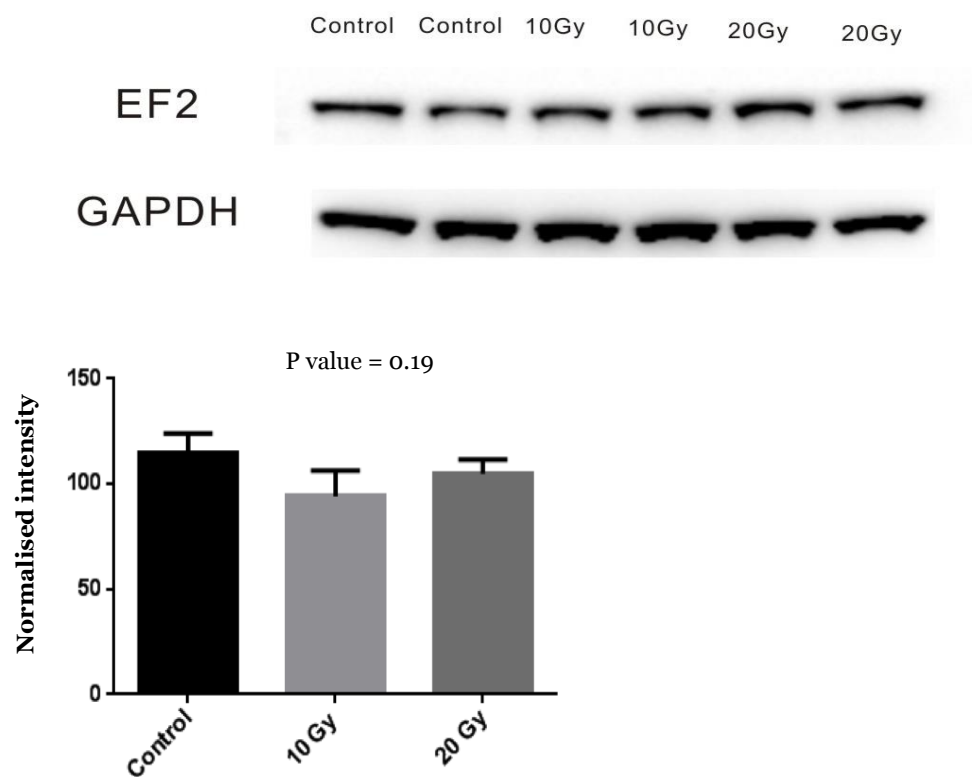 Control Control 10Gy 10Gy 20Gy 20Gy
EF2
GAPDH
P value = 0.19
Normalised intensity
150
100
50
0
Control
10 Gy
20 Gy